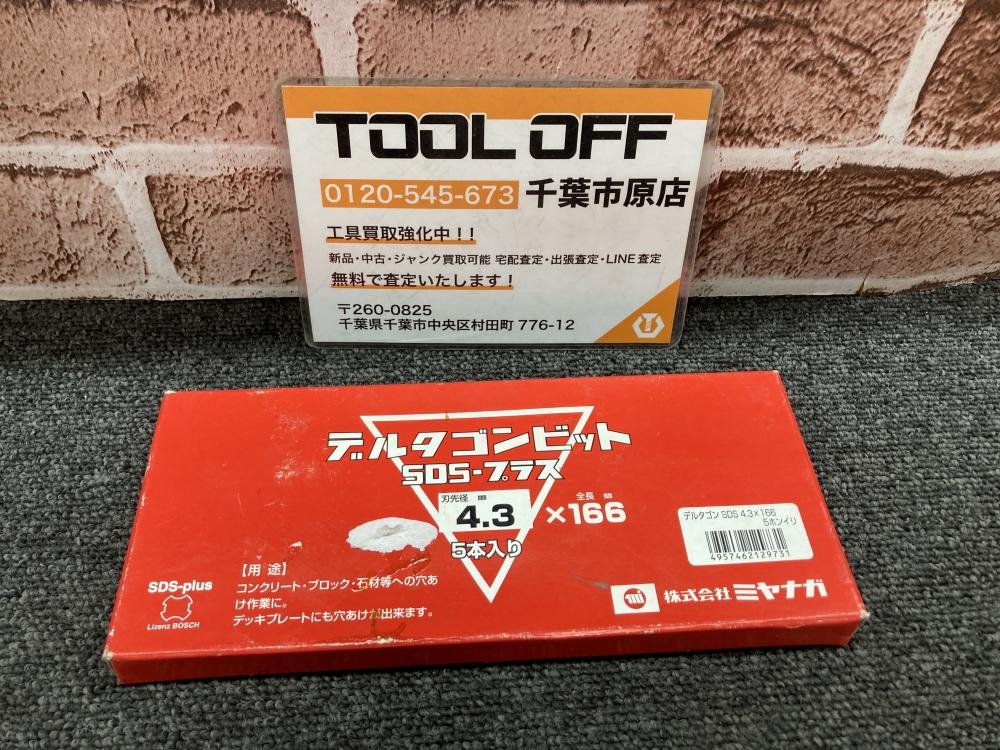 TOOL OFF
0120-545-673 千葉市原店
工具買取強化中!!
新品・中古・ジャンク買取可能 宅配査定・出張査定・LINE査定
無料で査定いたします!
〒260-0825
千葉県千葉市中央区村田町 776-12
デルタゴンビット
SDS-プラス
刃先径 mm
全長 mm
4.3 ×166
5本入り
デルタゴン SDS 4.3×166
5ホンイリ
4957462129731
SDS-plus
Lizenz BOSCH
【用 途】
コンクリート・ブロック・石材等への穴あ
け作業に。
デッキプレートにも穴あけが出来ます。
株式会社 ミヤナガ